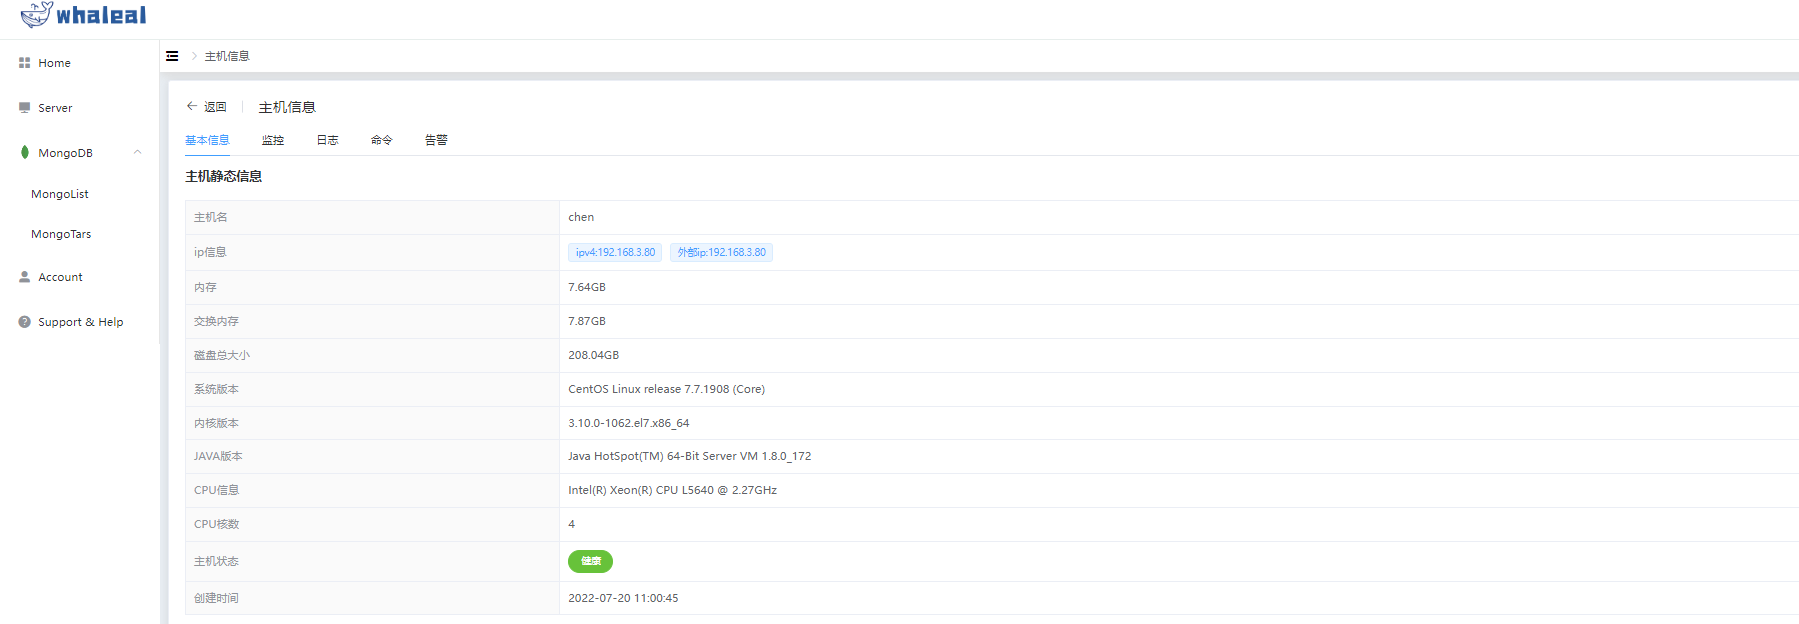 whaleal
Home
Server
MongoDB
MongoList
MongoTars
Account
Support & Help
主机信息
返回 主机信息
基本信息 监控 日志 命令 告警
主机静态信息
主机名 chen
ip信息 ipv4:192.168.3.80 外部ip:192.168.3.80
内存 7.64GB
交换内存 7.87GB
磁盘总大小 208.04GB
系统版本 CentOS Linux release 7.7.1908 (Core)
内核版本 3.10.0-1062.el7.x86_64
JAVA版本 Java HotSpot(TM) 64-Bit Server VM 1.8.0_172
CPU信息 Intel(R) Xeon(R) CPU L5640 @ 2.27GHz
CPU核数 4
主机状态 健康
创建时间 2022-07-20 11:00:45